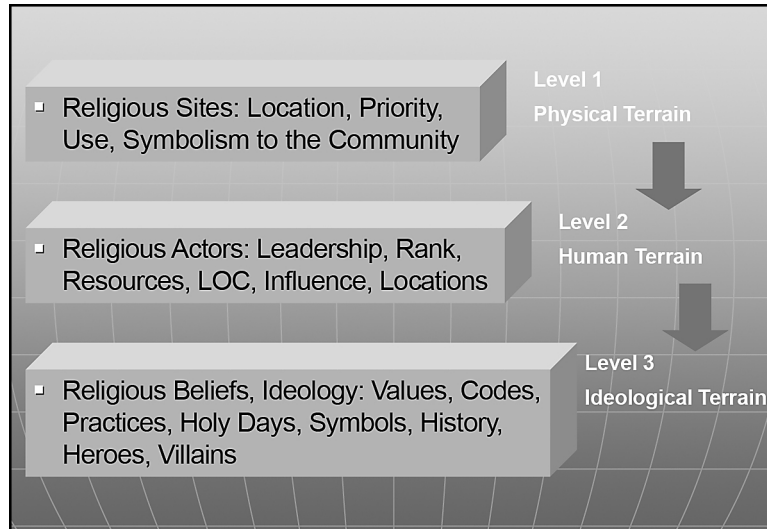 Religious Sites: Location, Priority,
Use, Symbolism to the Community
Level 1
Physical Terrain
Religious Actors: Leadership, Rank,
Resources, LOC, Influence, Locations
Level 2
Human Terrain
Religious Beliefs, Ideology: Values, Codes,
Practices, Holy Days, Symbols, History,
Heroes, Villains
Level 3
Ideological Terrain